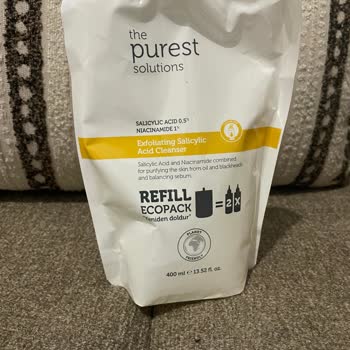 the
purest
solutions
SALICYLIC ACID 0.5%
NIACINAMIDE 1%
Exfoliating Salicylic
Acid Cleanser
Salicylic Acid and Niacinamide combined
for purifying the skin from oil and blackheads
and balancing sebum.
REFILL
ECOPACK
doldur"
= 2 X
PLANET
FRIENDLY
400 ml e 13.52 fl. oz.